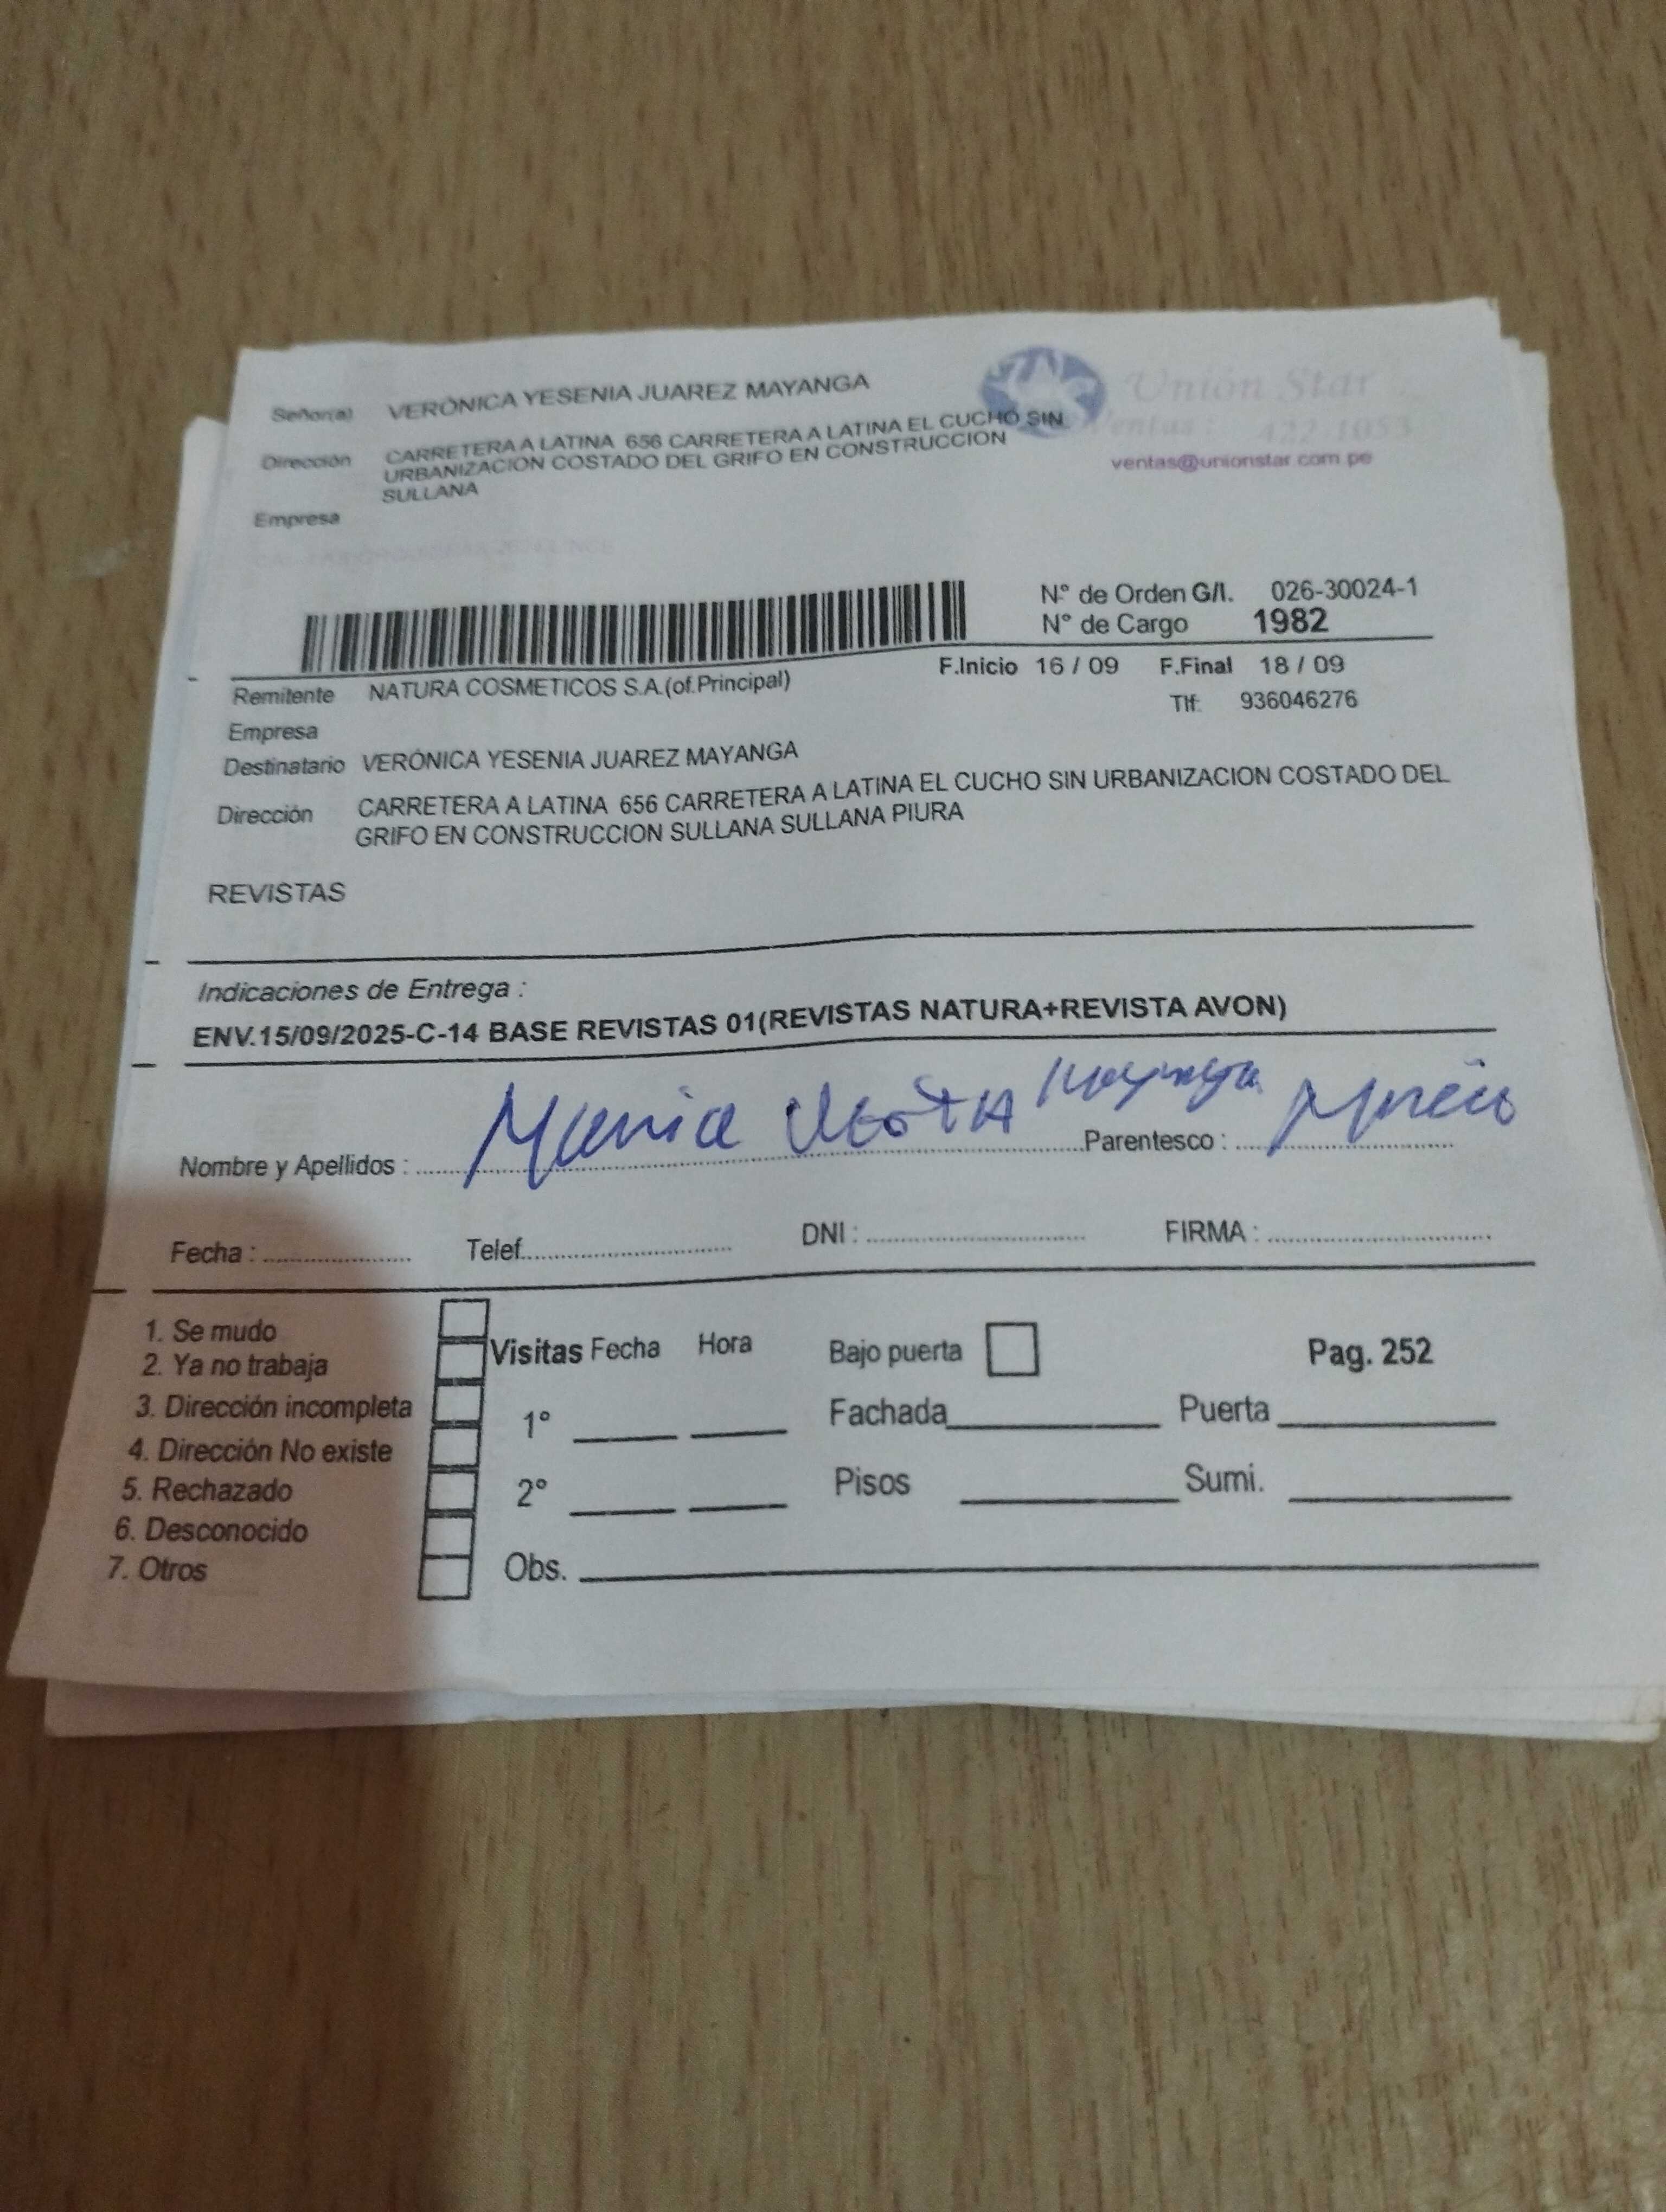 Señor(a) VERÓNICA YESENIA JUAREZ MAYANGA
Unión Star
Ventas : 422-1053
ventas@unionstar.com.pe
Dirección CARRETERA A LATINA 656 CARRETERA A LATINA EL CUCHO SIN
URBANIZACION COSTADO DEL GRIFO EN CONSTRUCCION
SULLANA
Empresa
N° de Orden G/I. 026-30024-1
N° de Cargo 1982
F.Inicio 16 / 09 F.Final 18 / 09
Remitente NATURA COSMETICOS S.A.(of.Principal)
Tlf: 936046276
Empresa
Destinatario VERÓNICA YESENIA JUAREZ MAYANGA
Dirección CARRETERA A LATINA 656 CARRETERA A LATINA EL CUCHO SIN URBANIZACION COSTADO DEL
GRIFO EN CONSTRUCCION SULLANA SULLANA PIURA
REVISTAS
Indicaciones de Entrega :
ENV.15/09/2025-C-14 BASE REVISTAS 01(REVISTAS NATURA+REVISTA AVON)
Nombre y Apellidos : Maria Mayanga Parentesco :
Fecha : Telef. DNI : FIRMA :
1. Se mudo
2. Ya no trabaja
3. Dirección incompleta
4. Dirección No existe
5. Rechazado
6. Desconocido
7. Otros
Visitas Fecha Hora Bajo puerta Pag. 252
1° Fachada Puerta
2° Pisos Sumi.
Obs.